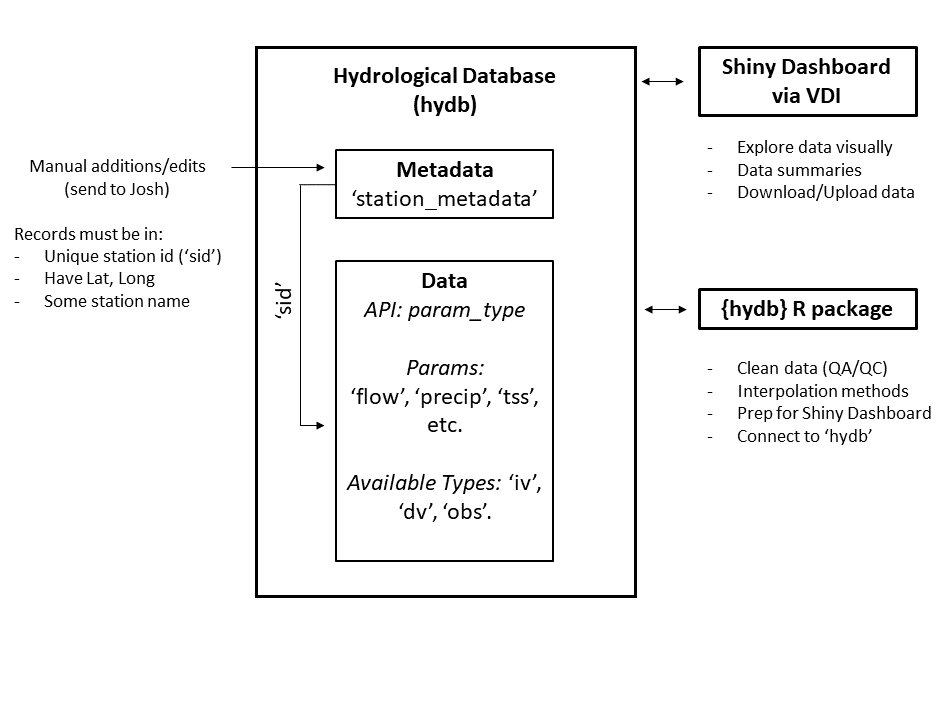 Hydrological Database
(hydb)
Manual additions/edits
(send to Josh)
Records must be in:
- Unique station id (‘sid’)
- Have Lat, Long
- Some station name
Metadata
‘station_metadata’
‘sid’
Data
API: param_type
Params:
‘flow’, ‘precip’, ‘tss’,
etc.
Available Types: ‘iv’,
‘dv’, ‘obs’.
Shiny Dashboard
via VDI
- Explore data visually
- Data summaries
- Download/Upload data
{hydb} R package
- Clean data (QA/QC)
- Interpolation methods
- Prep for Shiny Dashboard
- Connect to ‘hydb’